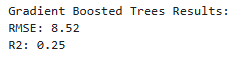 Gradient Boosted Trees Results:
RMSE: 8.52
R2: 0.25